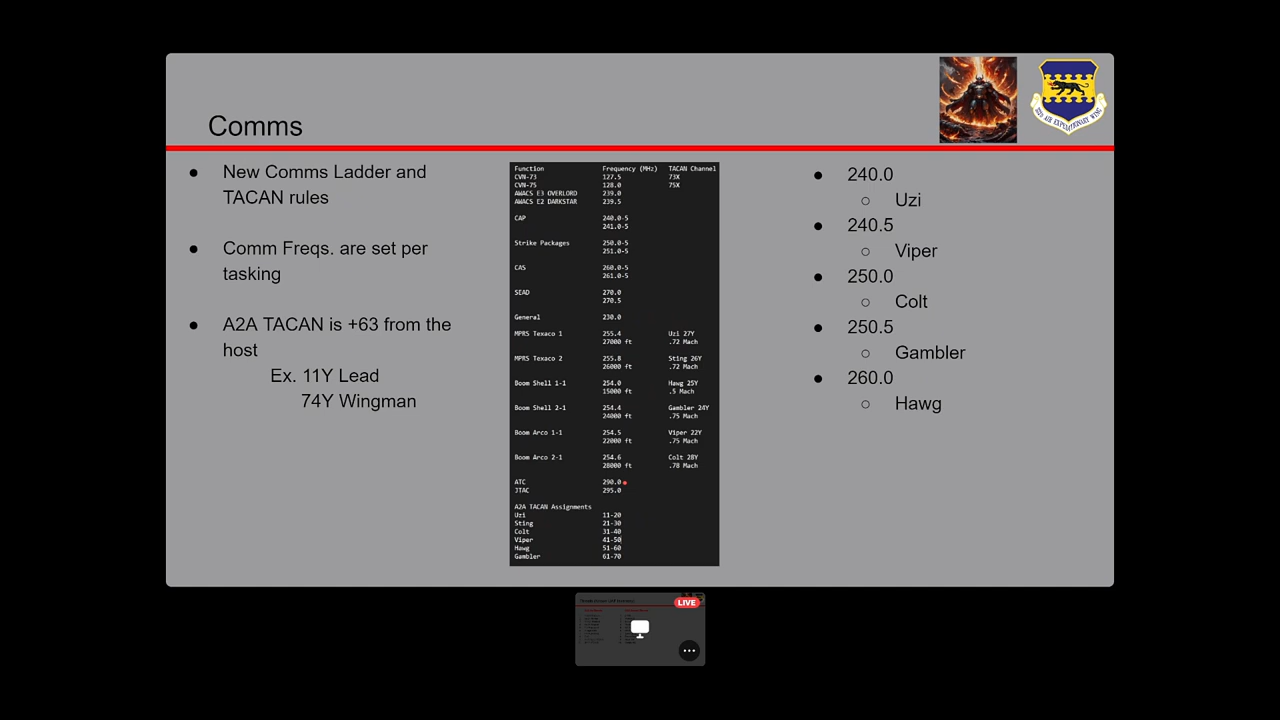 Comms
New Comms Ladder and
TACAN rules
Comm Freqs. are set per
tasking
A2A TACAN is +63 from the
host
Ex. 11Y Lead
74Y Wingman
Function Frequency (MHz) TACAN Channel
CVN-73 127.5 73X
CVN-75 128.0 75X
AWACS E3 OVERLORD 239.0
AWACS E2 DARKSTAR 239.5
CAP 240.0-5
241.0-5
Strike Packages 250.0-5
251.0-5
CAS 260.0-5
261.0-5
SEAD 270.0
270.5
General 230.0
MPRS Texaco 1 255.4 Uzi 27Y
27000 ft .72 Mach
MPRS Texaco 2 255.8 Sting 26Y
26000 ft .72 Mach
Boom Shell 1-1 254.0 Hawg 25Y
15000 ft .5 Mach
Boom Shell 2-1 254.4 Gambler 24Y
24000 ft .75 Mach
Boom Arco 1-1 254.5 Viper 22Y
22000 ft .75 Mach
Boom Arco 2-1 254.6 Colt 28Y
28000 ft .78 Mach
ATC 290.0
JTAC 295.0
A2A TACAN Assignments
Uzi 11-20
Sting 21-30
Colt 31-40
Viper 41-50
Hawg 51-60
Gambler 61-70
240.0
Uzi
240.5
Viper
250.0
Colt
250.5
Gambler
260.0
Hawg
AIR EXPEDITIONARY WING
LIVE